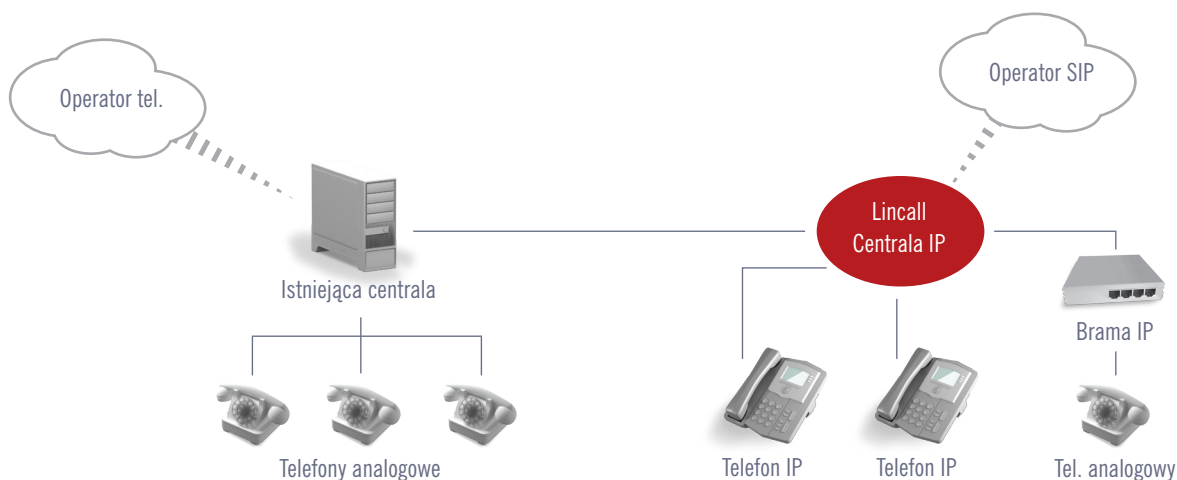 Operator tel.
Operator SIP
Lincall
Centrala IP
Istniejąca centrala
Brama IP
Telefony analogowe
Telefon IP
Telefon IP
Tel. analogowy